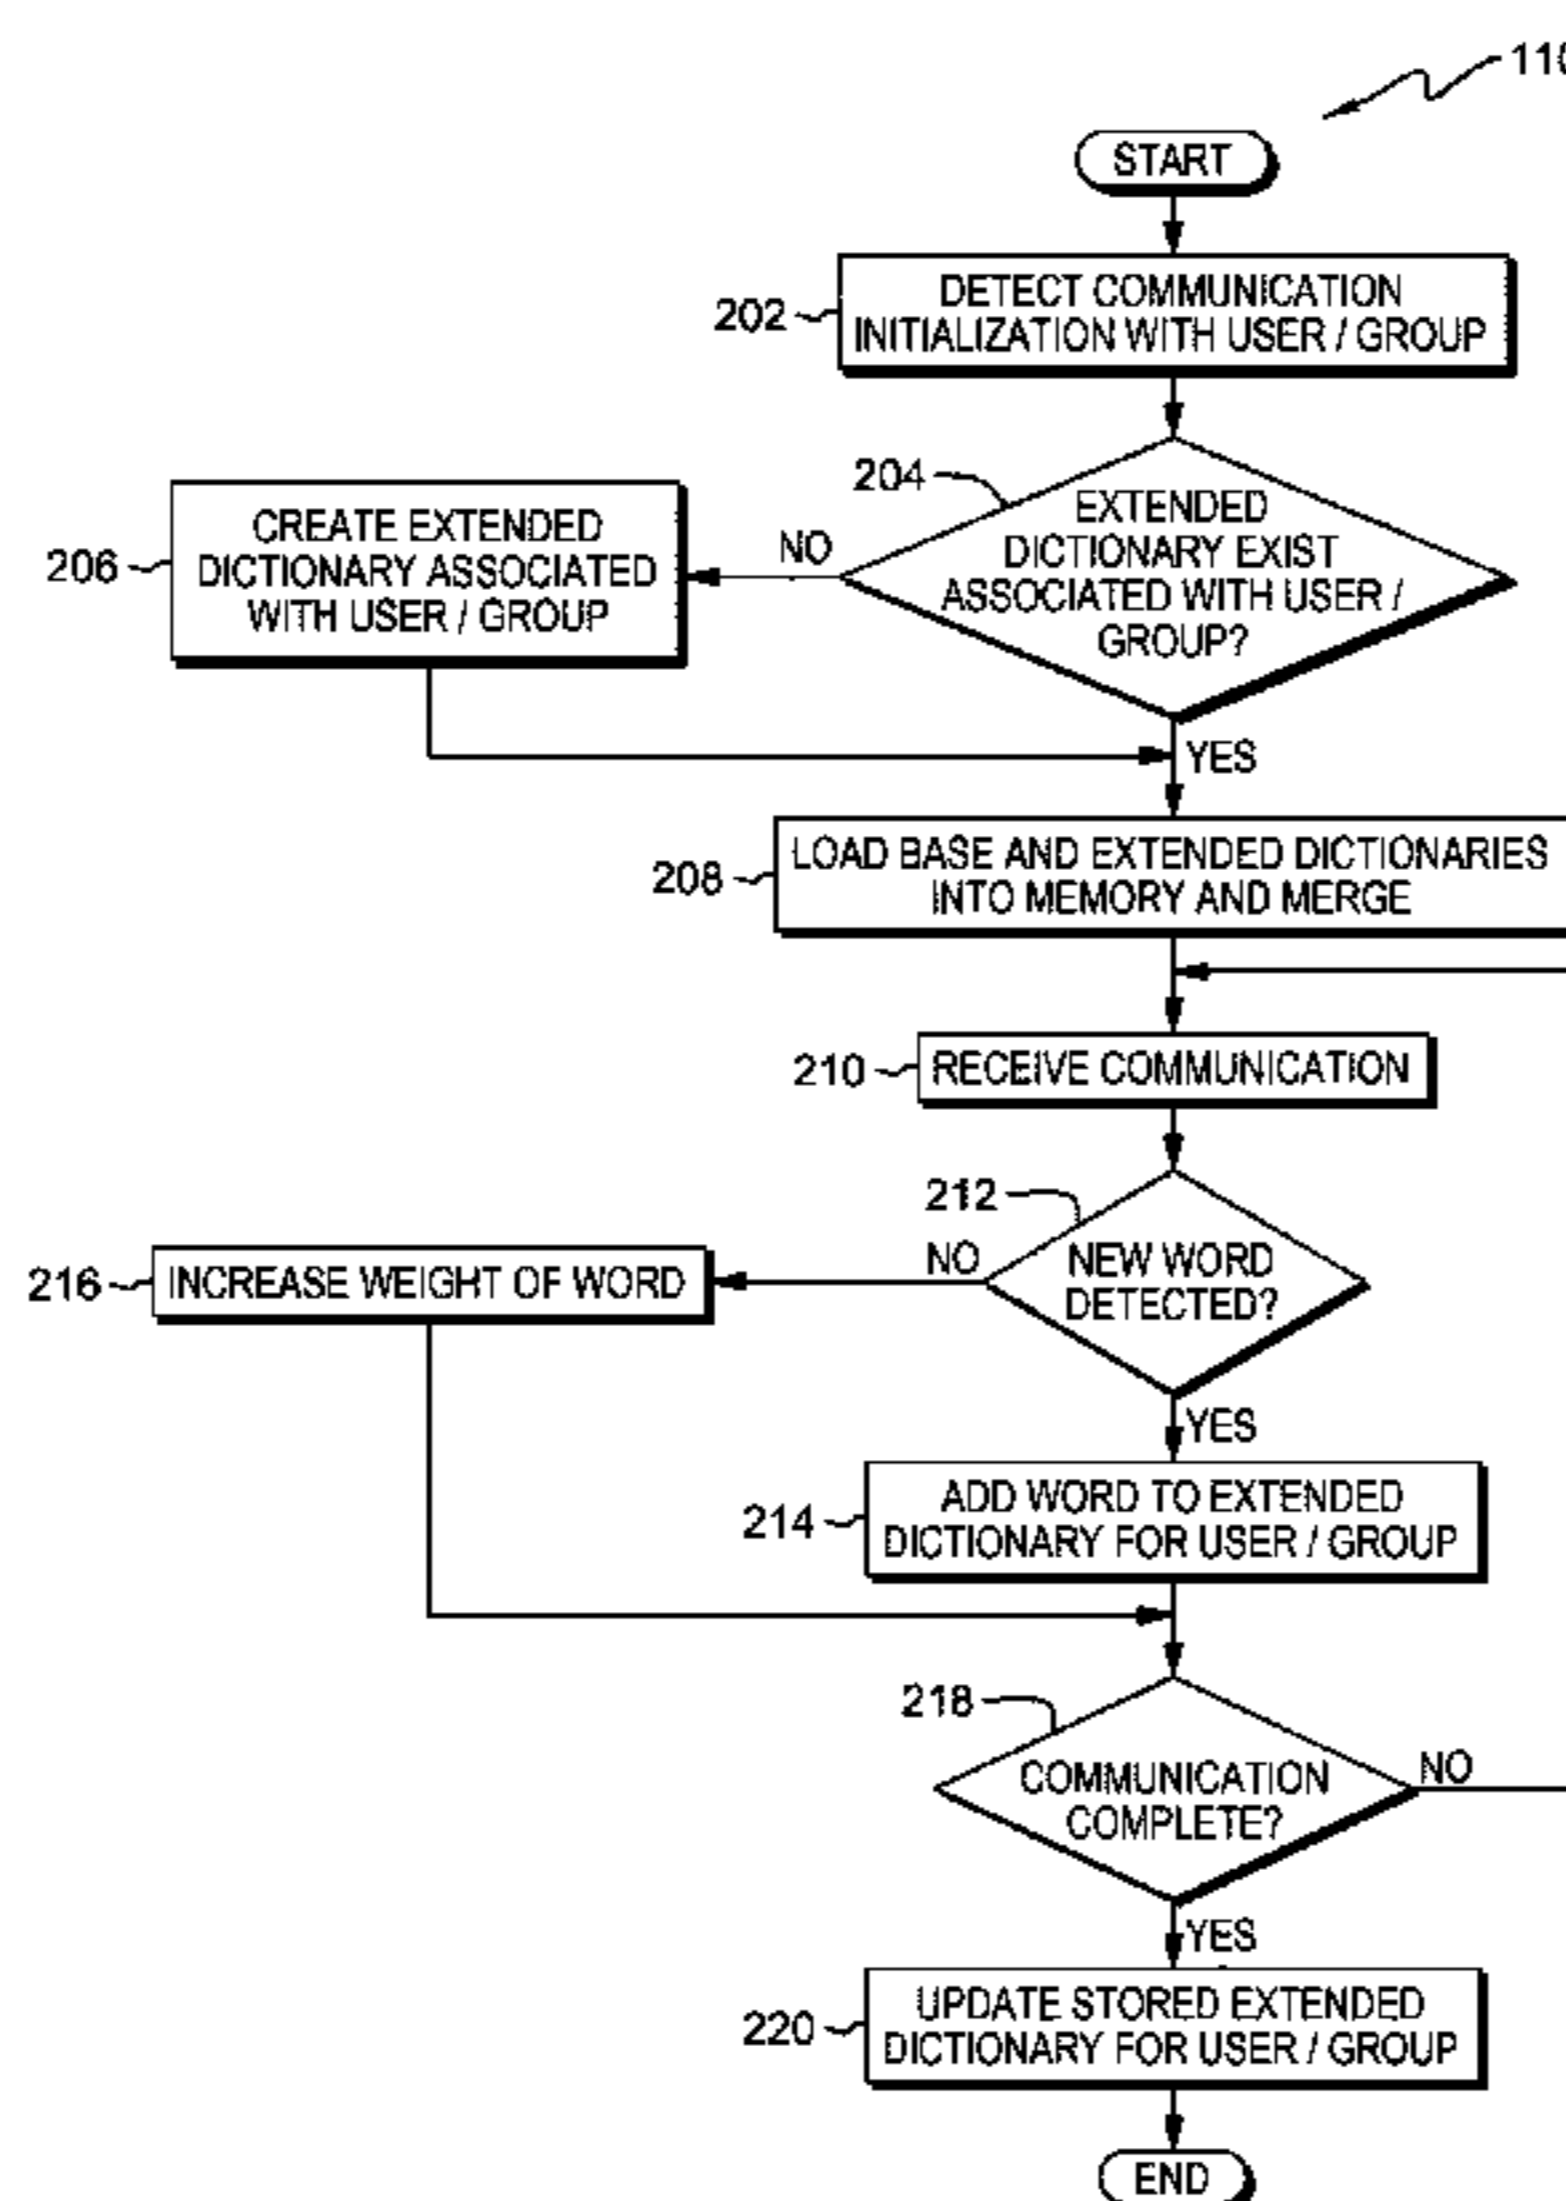 110
START
202
DETECT COMMUNICATION
INITIALIZATION WITH USER / GROUP
204
EXTENDED
DICTIONARY EXIST
ASSOCIATED WITH USER /
GROUP?
NO
206
CREATE EXTENDED
DICTIONARY ASSOCIATED
WITH USER / GROUP
YES
208
LOAD BASE AND EXTENDED DICTIONARIES
INTO MEMORY AND MERGE
210
RECEIVE COMMUNICATION
212
NEW WORD
DETECTED?
NO
216
INCREASE WEIGHT OF WORD
YES
214
ADD WORD TO EXTENDED
DICTIONARY FOR USER / GROUP
218
COMMUNICATION
COMPLETE?
NO
YES
220
UPDATE STORED EXTENDED
DICTIONARY FOR USER / GROUP
END